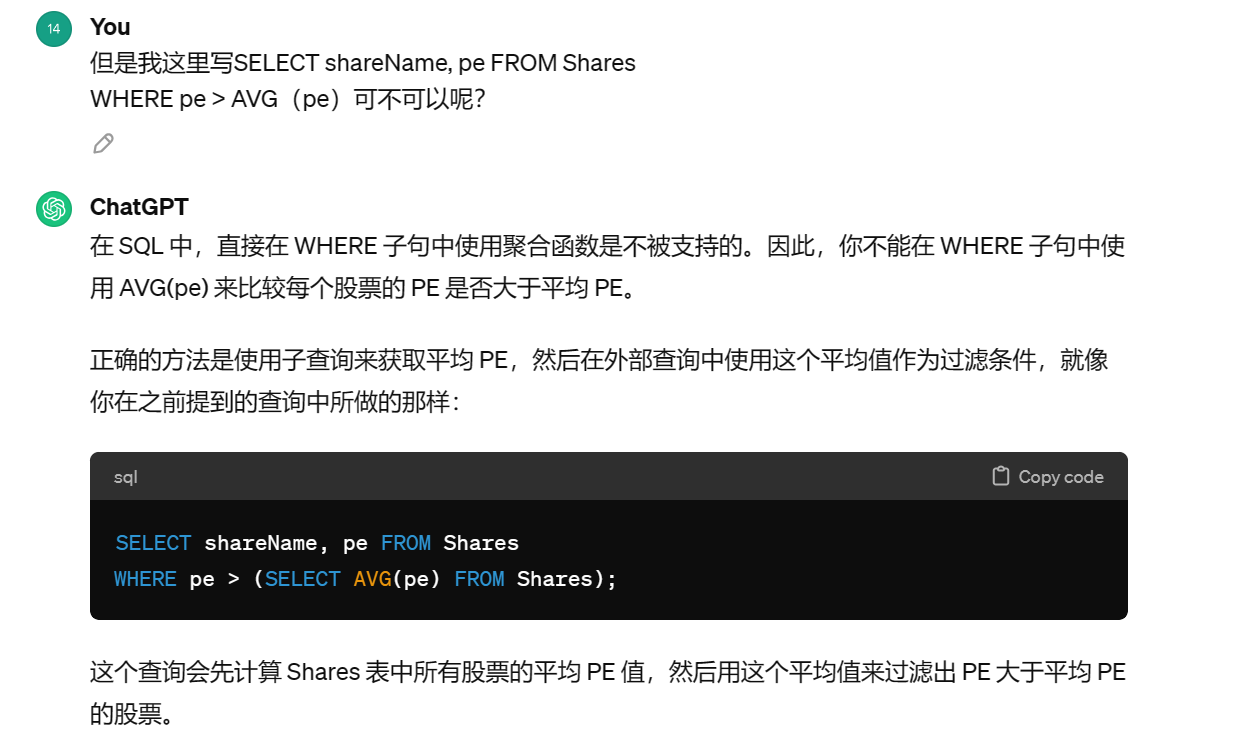 14
You
但是我这里写SELECT shareName, pe FROM Shares
WHERE pe > AVG（pe）可不可以呢？
ChatGPT
在 SQL 中，直接在 WHERE 子句中使用聚合函数是不被支持的。因此，你不能在 WHERE 子句中使
用 AVG(pe) 来比较每个股票的 PE 是否大于平均 PE。
正确的方法是使用子查询来获取平均 PE，然后在外部查询中使用这个平均值作为过滤条件，就像
你在之前提到的查询中所做的那样：
sql
Copy code
SELECT shareName, pe FROM Shares
WHERE pe > (SELECT AVG(pe) FROM Shares);
这个查询会先计算 Shares 表中所有股票的平均 PE 值，然后用这个平均值来过滤出 PE 大于平均 PE
的股票。